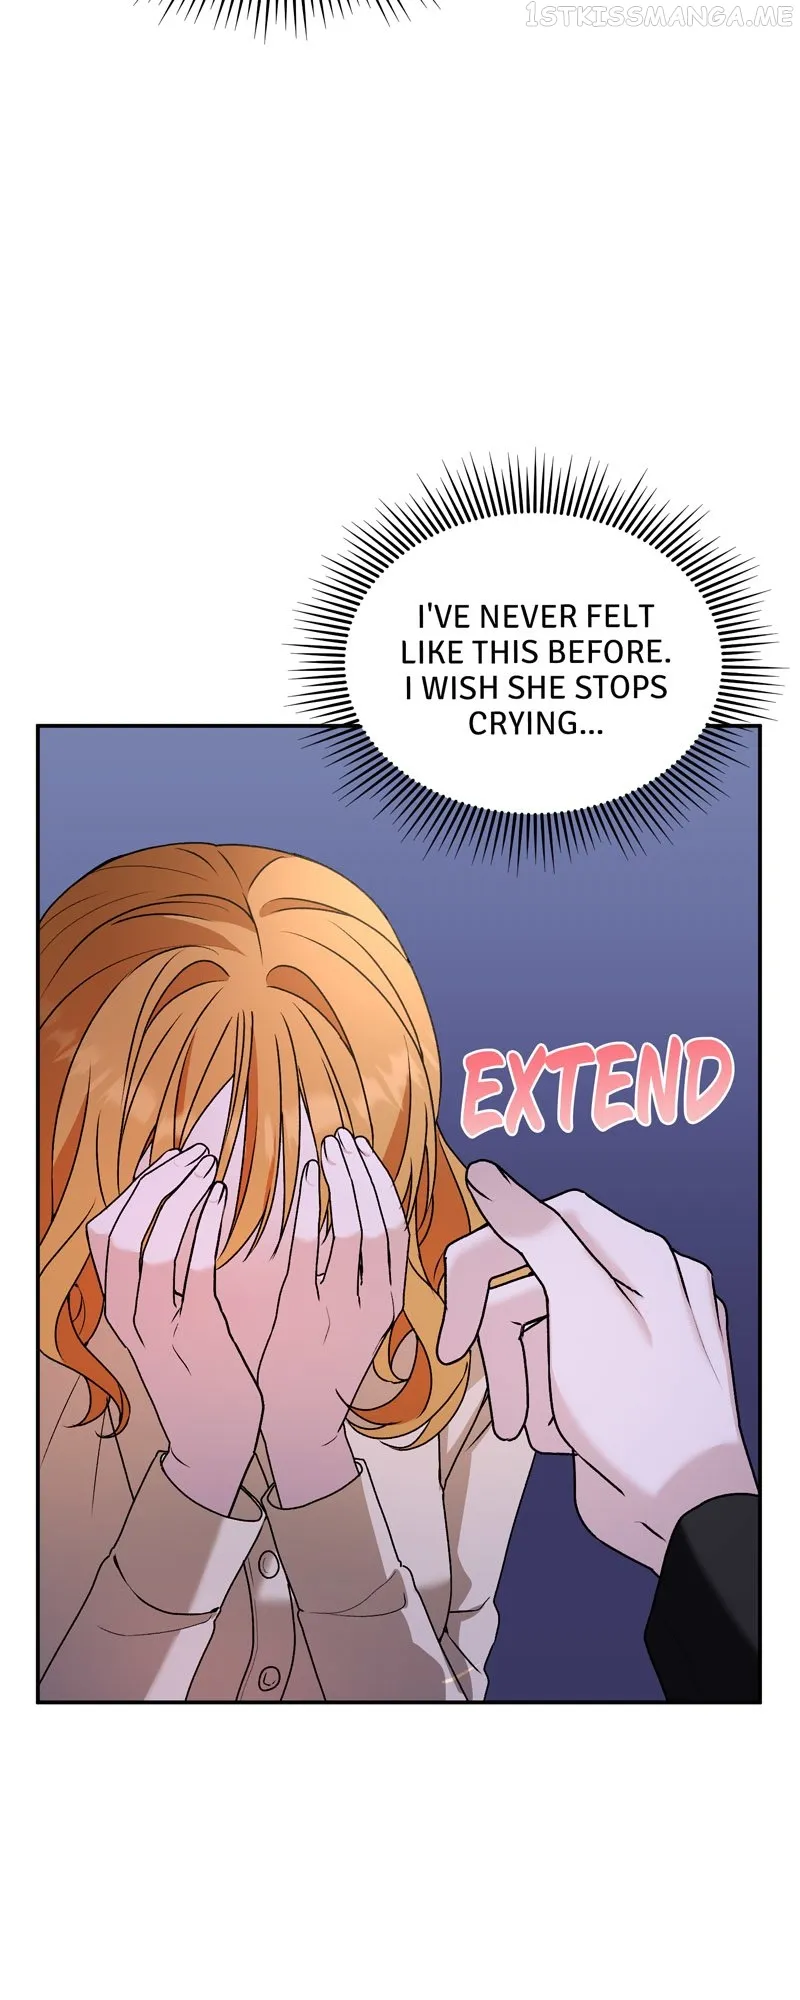 1STKISSMANGA.ME
I'VE NEVER FELT
LIKE THIS BEFORE.
I WISH SHE STOPS
CRYING...
EXTEND